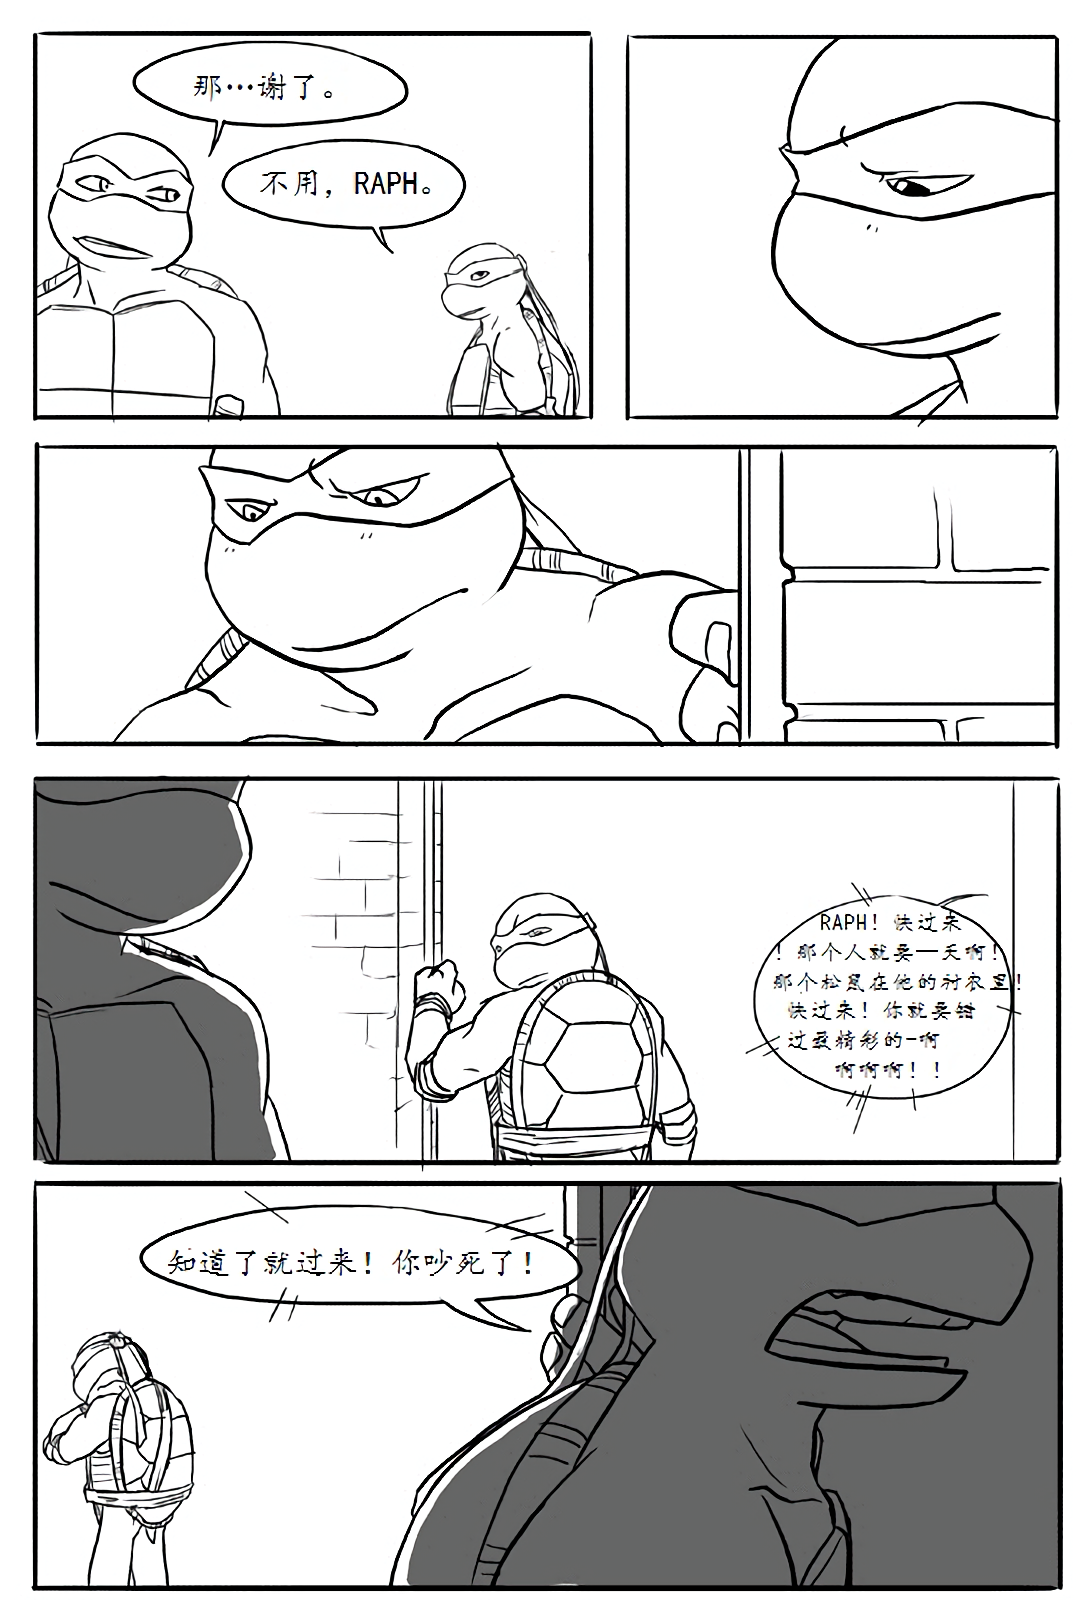 那…谢了。
不用，RAPH。
RAPH！快过来
！那个人就要一天啊！
那个松鼠在他的衬衣里！
快过来！你就要错
过最精彩的-啊
啊啊啊！！
知道了就过来！你吵死了！